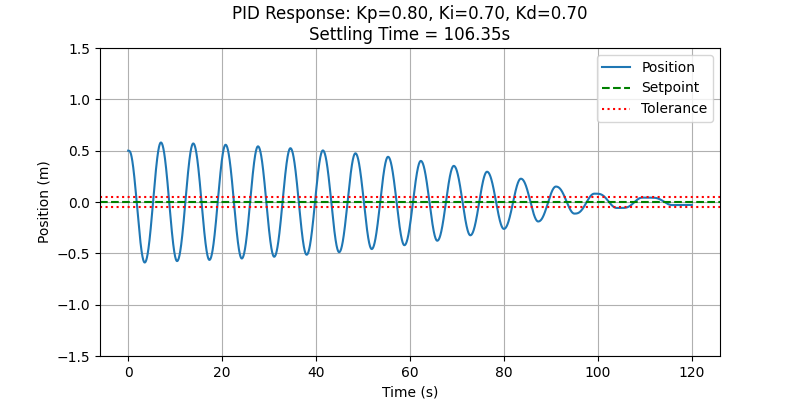 PID Response: Kp=0.80, Ki=0.70, Kd=0.70
Settling Time = 106.35s
Position
Setpoint
Tolerance
1.5
1.0
0.5
0.0
−0.5
−1.0
−1.5
Position (m)
0
20
40
60
80
100
120
Time (s)